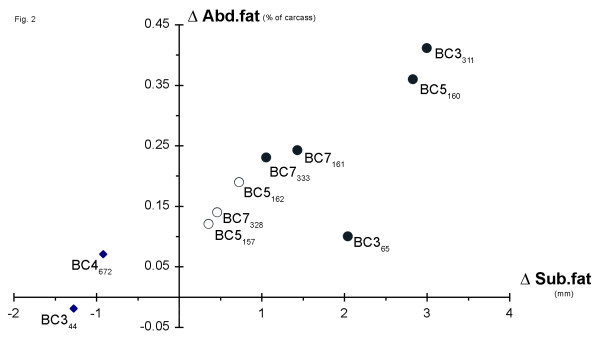 Fig. 2
Δ Abd.fat (% of carcass)
0.45
BC3311
0.35
BC5160
0.25
BC7161
BC7333
BC5162
0.15
BC7328
BC5157
BC365
BC4672
0.05
Δ Sub.fat
(mm)
-2
-1
1
2
3
4
BC344
-0.05